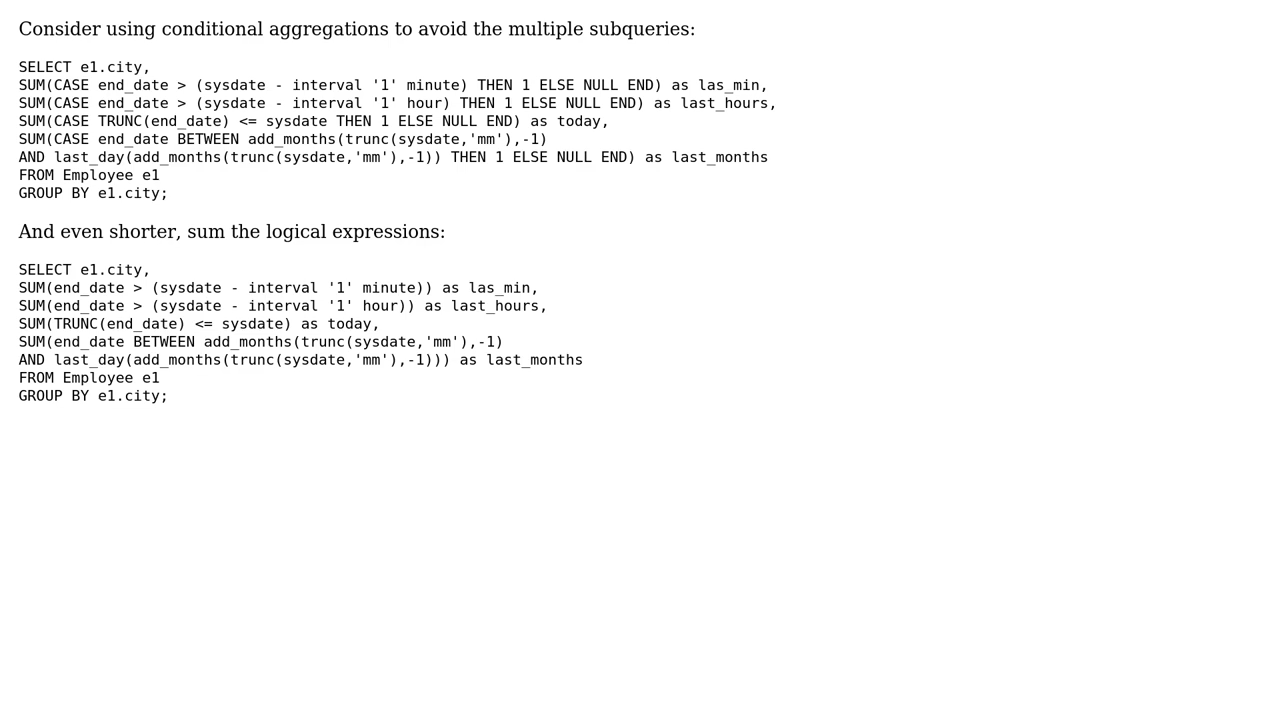 Consider using conditional aggregations to avoid the multiple subqueries:
SELECT e1.city,
SUM(CASE end_date > (sysdate - interval '1' minute) THEN 1 ELSE NULL END) as las_min,
SUM(CASE end_date > (sysdate - interval '1' hour) THEN 1 ELSE NULL END) as last_hours,
SUM(CASE TRUNC(end_date) <= sysdate THEN 1 ELSE NULL END) as today,
SUM(CASE end_date BETWEEN add_months(trunc(sysdate,'mm'),-1)
AND last_day(add_months(trunc(sysdate,'mm'),-1)) THEN 1 ELSE NULL END) as last_months
FROM Employee e1
GROUP BY e1.city;
And even shorter, sum the logical expressions:
SELECT e1.city,
SUM(end_date > (sysdate - interval '1' minute)) as las_min,
SUM(end_date > (sysdate - interval '1' hour)) as last_hours,
SUM(TRUNC(end_date) <= sysdate) as today,
SUM(end_date BETWEEN add_months(trunc(sysdate,'mm'),-1)
AND last_day(add_months(trunc(sysdate,'mm'),-1))) as last_months
FROM Employee e1
GROUP BY e1.city;